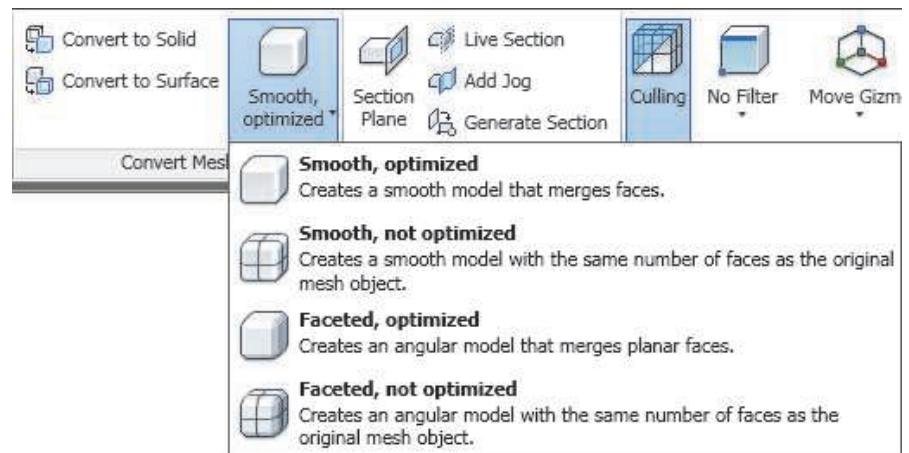 Convert to Solid
Convert to Surface
Smooth,
optimized
Section
Plane
Live Section
Add Jog
Generate Section
Culling
No Filter
Move Gizm
Convert Mesl
Smooth, optimized
Creates a smooth model that merges faces.
Smooth, not optimized
Creates a smooth model with the same number of faces as the original
mesh object.
Faceted, optimized
Creates an angular model that merges planar faces.
Faceted, not optimized
Creates an angular model with the same number of faces as the
original mesh object.